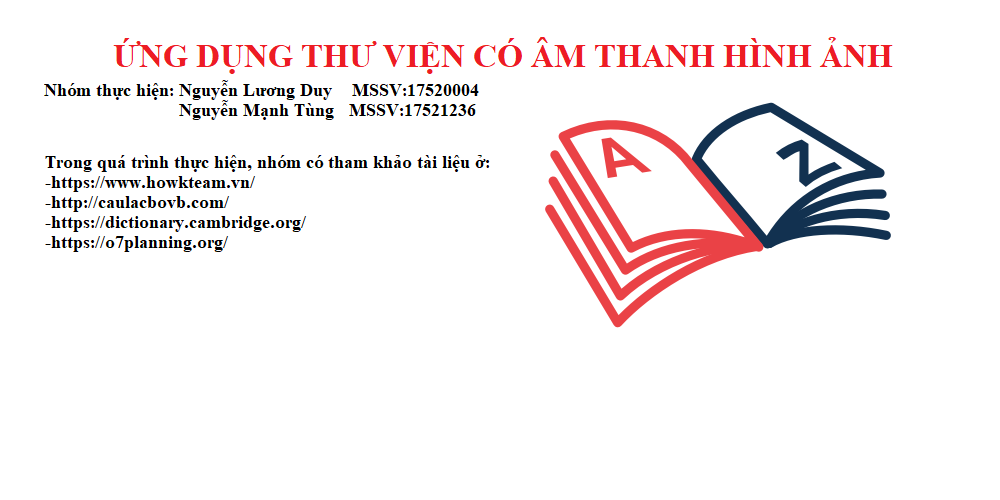 ỨNG DỤNG THƯ VIỆN CÓ ÂM THANH HÌNH ẢNH
Nhóm thực hiện: Nguyễn Lương Duy MSSV:17520004
Nguyễn Mạnh Tùng MSSV:17521236
Trong quá trình thực hiện, nhóm có tham khảo tài liệu ở:
-https://www.howkteam.vn/
-http://caulacbovb.com/
-https://dictionary.cambridge.org/
-https://o7planning.org/
A
Z